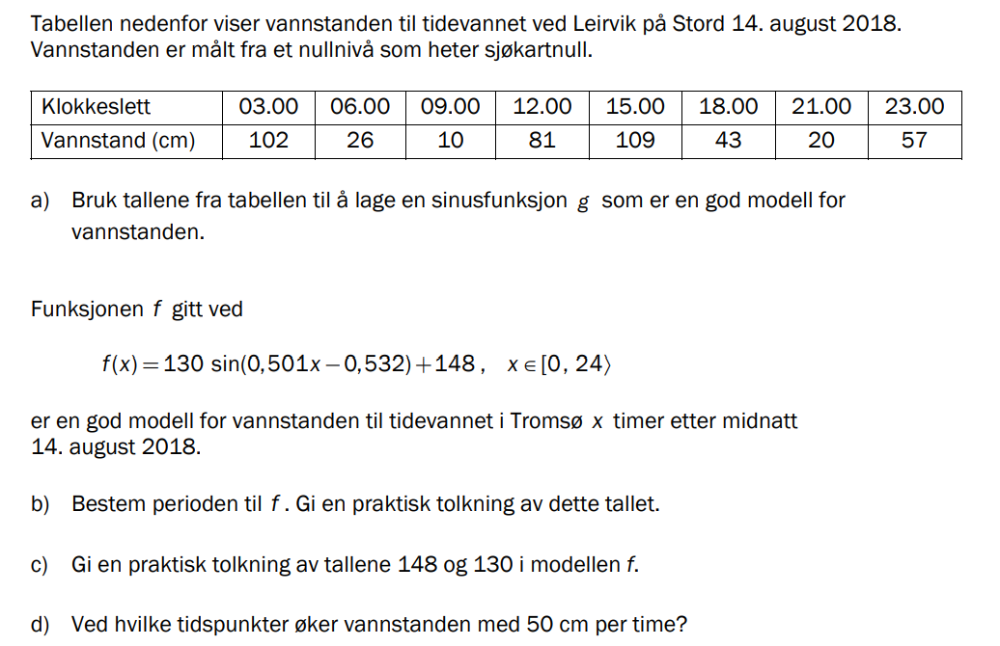 Tabellen nedenfor viser vannstanden til tidevannet ved Leirvik på Stord 14. august 2018.
Vannstanden er målt fra et nullnivå som heter sjøkartnull.
Klokkeslett 03.00 06.00 09.00 12.00 15.00 18.00 21.00 23.00
Vannstand (cm) 102 26 10 81 109 43 20 57
a) Bruk tallene fra tabellen til å lage en sinusfunksjon g som er en god modell for
vannstanden.
Funksjonen f gitt ved
f(x) = 130 sin(0,501x − 0,532) + 148 , x ∈ [0, 24⟩
er en god modell for vannstanden til tidevannet i Tromsø x timer etter midnatt
14. august 2018.
b) Bestem perioden til f . Gi en praktisk tolkning av dette tallet.
c) Gi en praktisk tolkning av tallene 148 og 130 i modellen f.
d) Ved hvilke tidspunkter øker vannstanden med 50 cm per time?